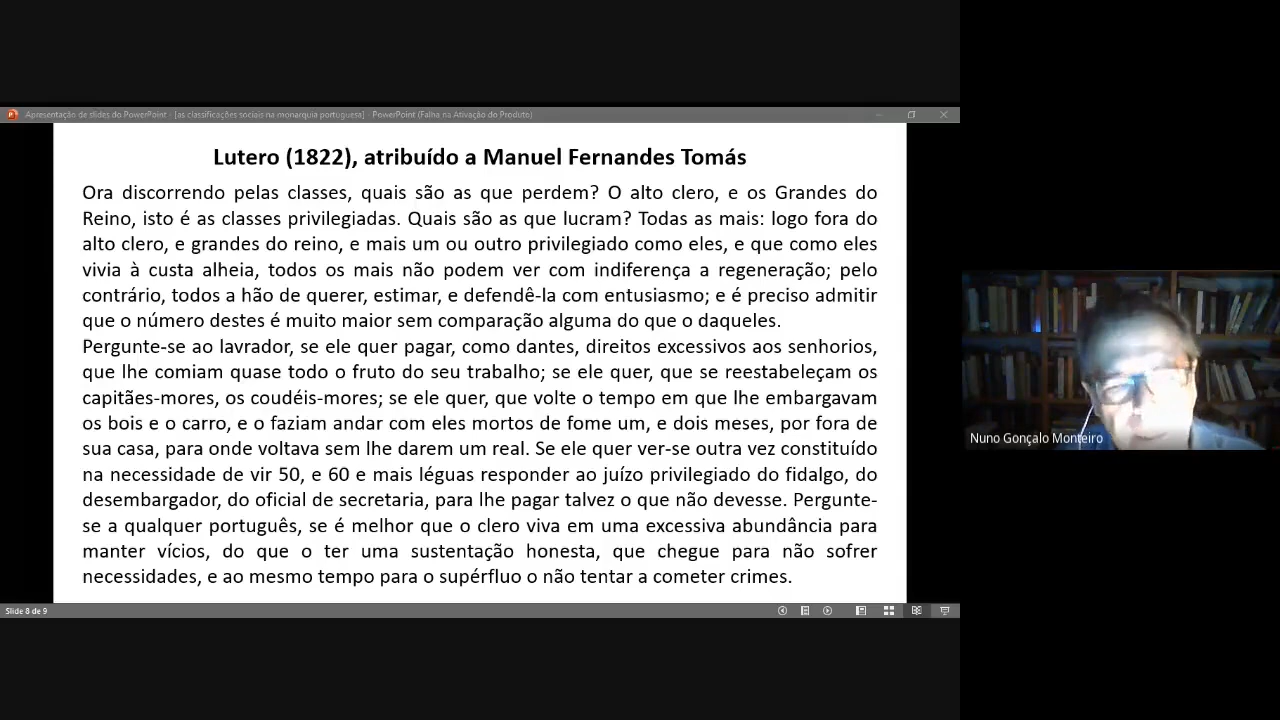 Apresentação de slides do PowerPoint - [as classificações sociais na monarquia portuguesa] - PowerPoint (Falha na Ativação do Produto)
Lutero (1822), atribuído a Manuel Fernandes Tomás
Ora discorrendo pelas classes, quais são as que perdem? O alto clero, e os Grandes do
Reino, isto é as classes privilegiadas. Quais são as que lucram? Todas as mais: logo fora do
alto clero, e grandes do reino, e mais um ou outro privilegiado como eles, e que como eles
vivia à custa alheia, todos os mais não podem ver com indiferença a regeneração; pelo
contrário, todos a hão de querer, estimar, e defendê-la com entusiasmo; e é preciso admitir
que o número destes é muito maior sem comparação alguma do que o daqueles.
Pergunte-se ao lavrador, se ele quer pagar, como dantes, direitos excessivos aos senhorios,
que lhe comiam quase todo o fruto do seu trabalho; se ele quer, que se reestabeleçam os
capitães-mores, os coudéis-mores; se ele quer, que volte o tempo em que lhe embargavam
os bois e o carro, e o faziam andar com eles mortos de fome um, e dois meses, por fora de
sua casa, para onde voltava sem lhe darem um real. Se ele quer ver-se outra vez constituído
na necessidade de vir 50, e 60 e mais léguas responder ao juízo privilegiado do fidalgo, do
desembargador, do oficial de secretaria, para lhe pagar talvez o que não devesse. Pergunte-
se a qualquer português, se é melhor que o clero viva em uma excessiva abundância para
manter vícios, do que o ter uma sustentação honesta, que chegue para não sofrer
necessidades, e ao mesmo tempo para o supérfluo o não tentar a cometer crimes.
Nuno Gonçalo Monteiro
Slide 8 de 9